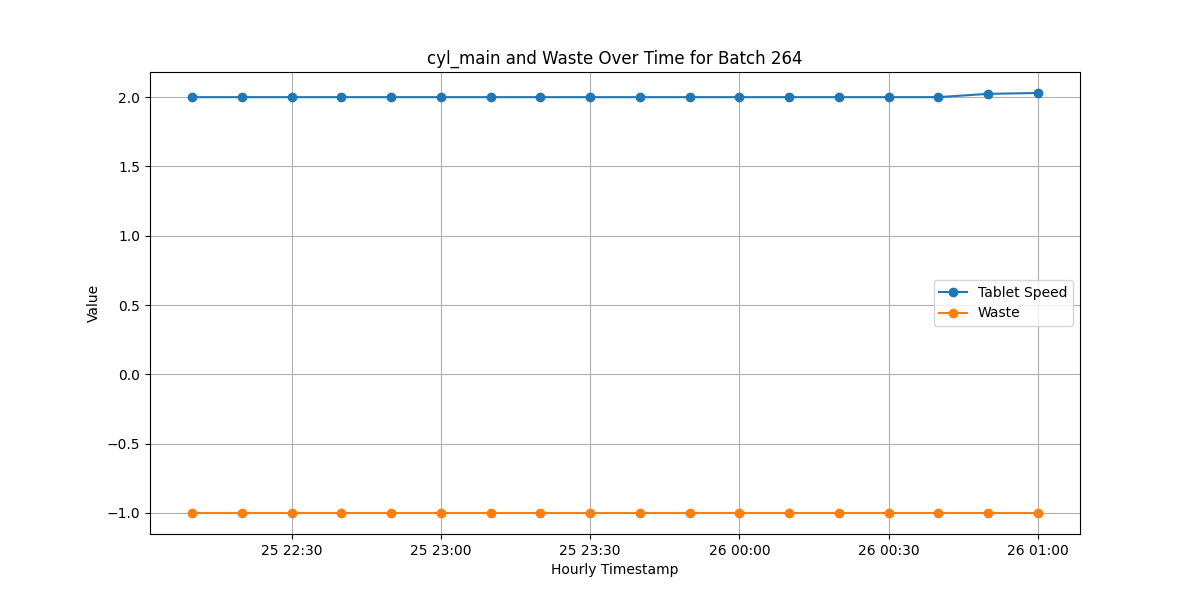 cyl_main and Waste Over Time for Batch 264
Value
2.0
1.5
1.0
0.5
0.0
−0.5
−1.0
Tablet Speed
Waste
25 22:30 25 23:00 25 23:30 26 00:00 26 00:30 26 01:00
Hourly Timestamp